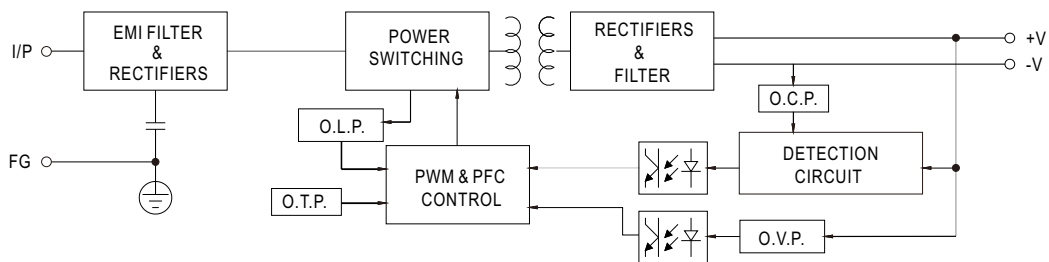 I/P
EMI FILTER
&
RECTIFIERS
POWER
SWITCHING
RECTIFIERS
&
FILTER
+V
-V
O.C.P.
O.L.P.
DETECTION
CIRCUIT
FG
PWM & PFC
CONTROL
O.T.P.
O.V.P.